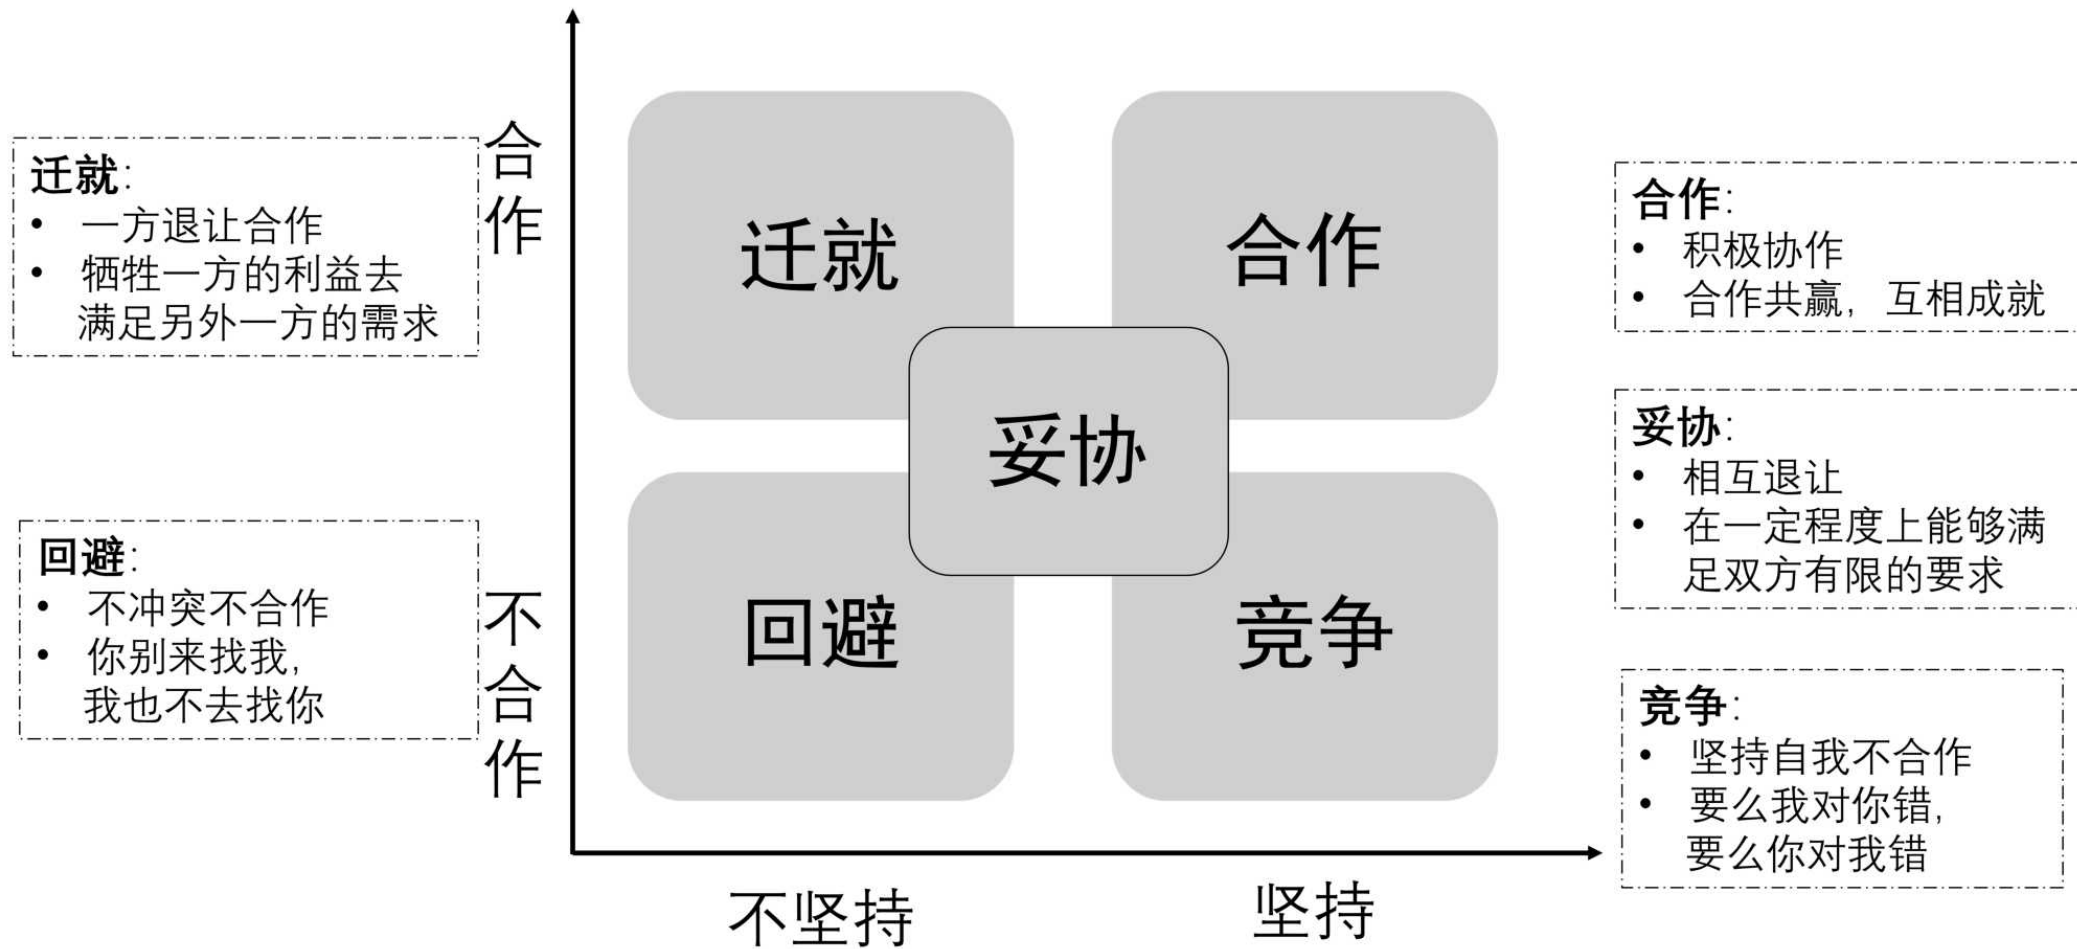 迁就:
• 一方退让合作
• 牺牲一方的利益去
满足另外一方的需求
回避:
• 不冲突不合作
• 你别来找我,
我也不去找你
合作
不合作
迁就
合作
妥协
回避
竞争
不坚持
坚持
合作:
• 积极协作
• 合作共赢, 互相成就
妥协:
• 相互退让
• 在一定程度上能够满
足双方有限的要求
竞争:
• 坚持自我不合作
• 要么我对你错,
要么你对我错